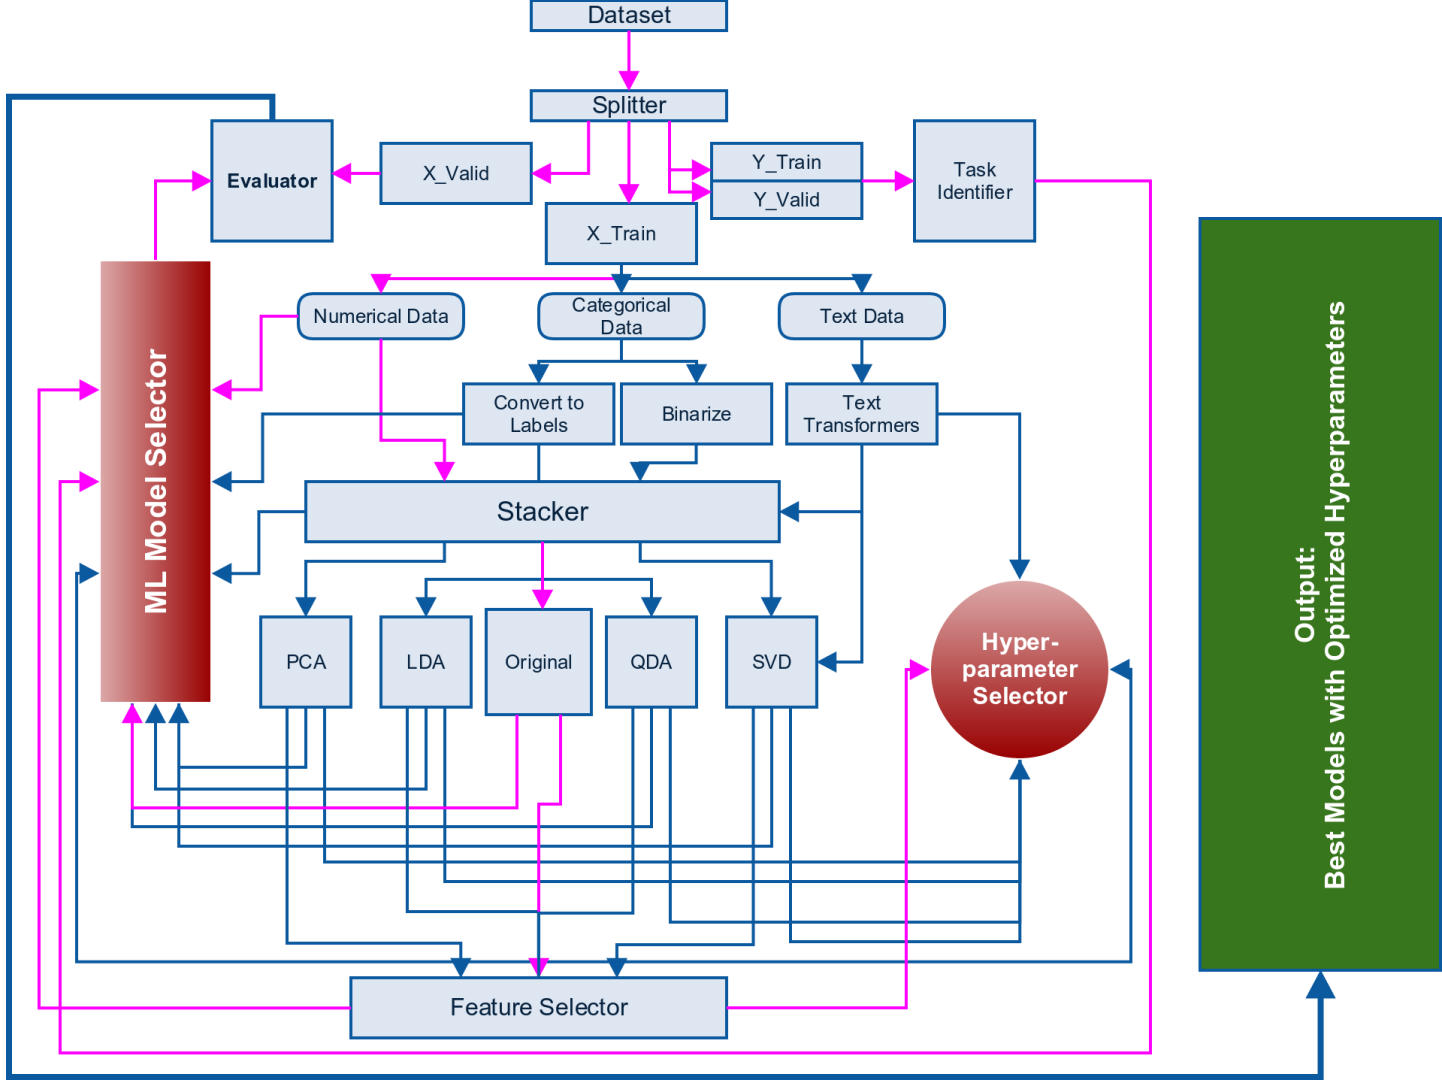 Dataset
Splitter
Evaluator
X_Valid
Y_Train
Y_Valid
Task
Identifier
X_Train
Numerical Data
Categorical
Data
Text Data
ML Model Selector
Convert to
Labels
Binarize
Text
Transformers
Stacker
PCA
LDA
Original
QDA
SVD
Hyper-
parameter
Selector
Feature Selector
Output:
Best Models with Optimized Hyperparameters